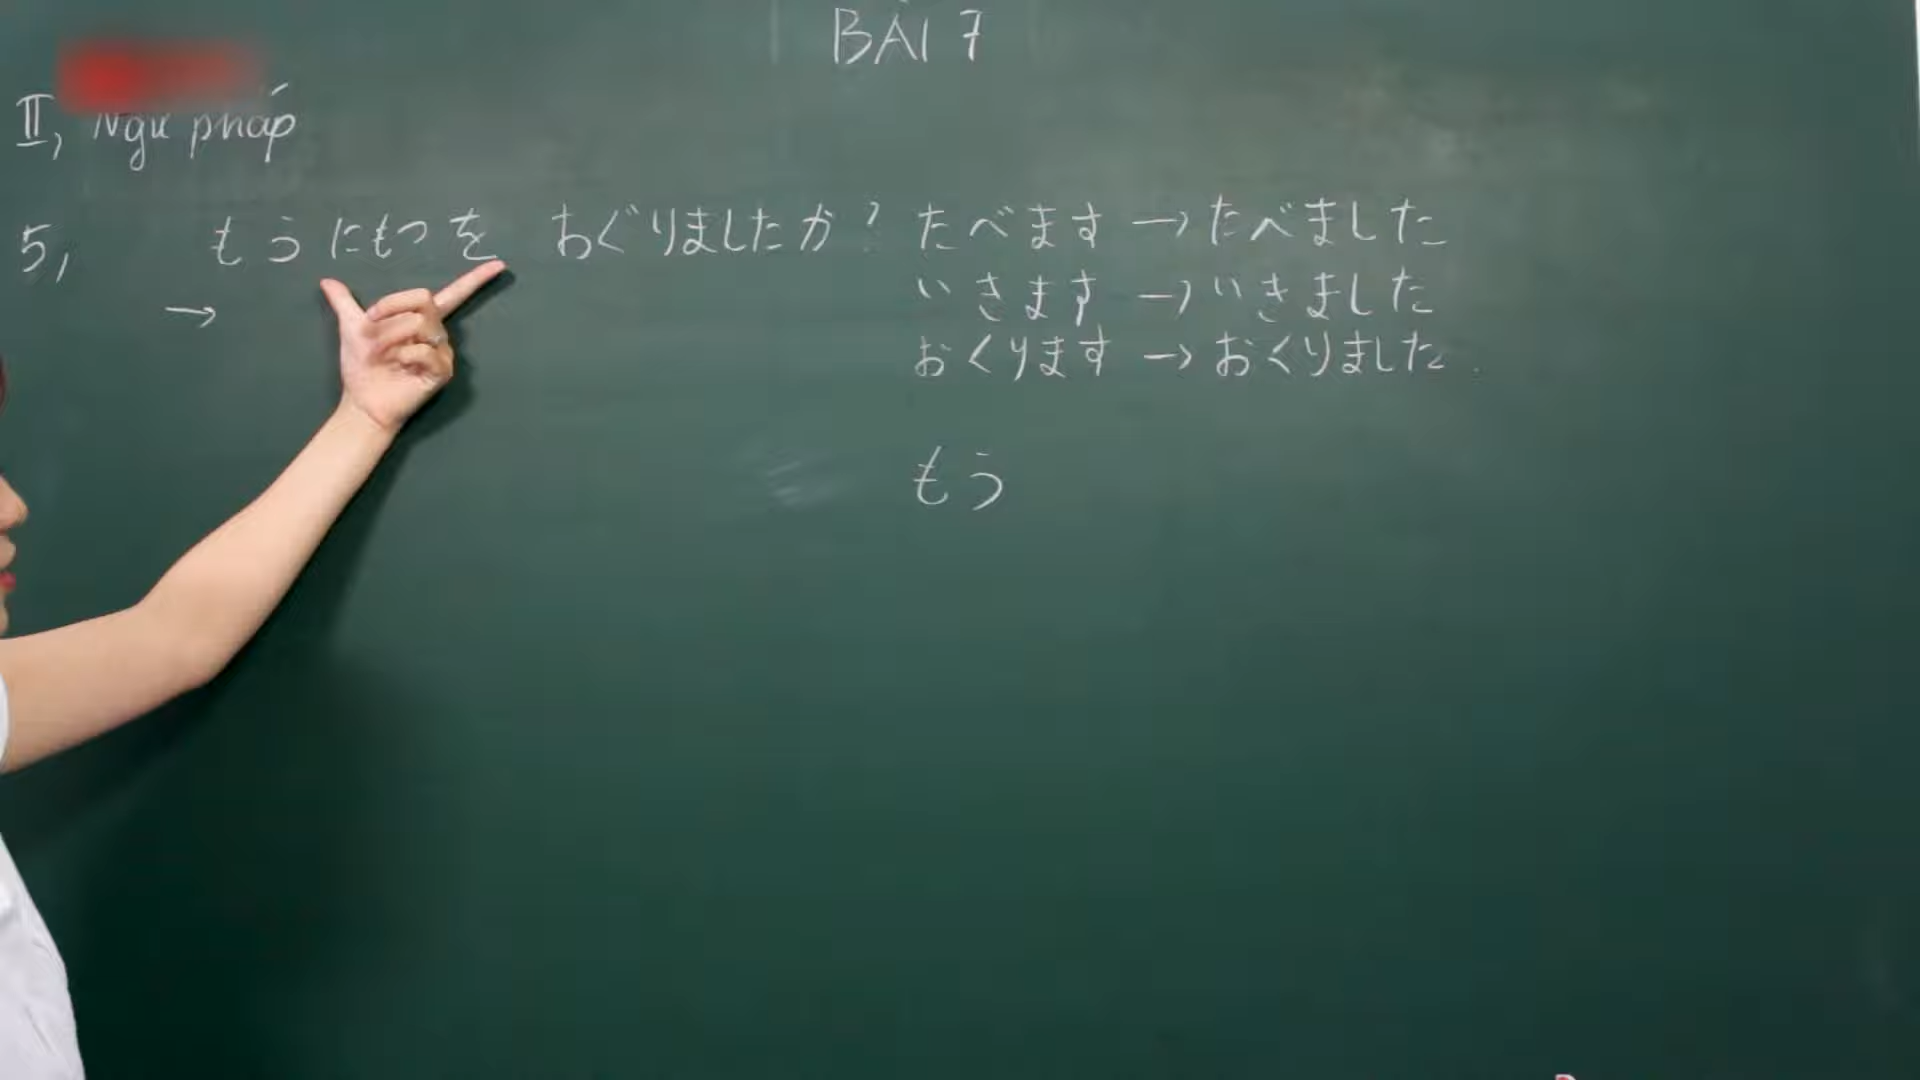 BÀI 7
II, Ngữ pháp
5, もうにもつを おぐりましたか?
→
たべます → たべました
いきます → いきました
おくります → おくりました.
もう